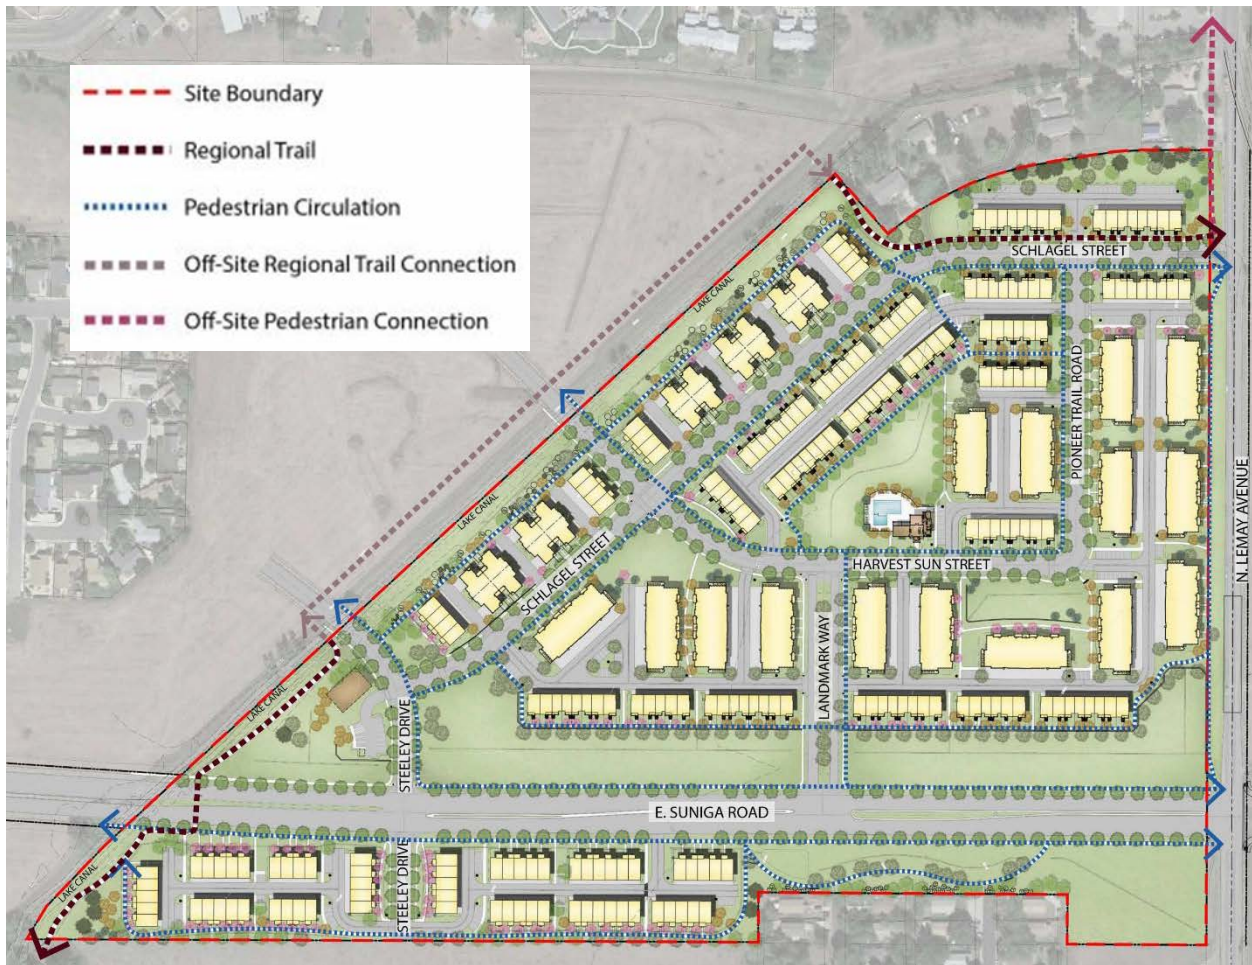 Site Boundary
Regional Trail
Pedestrian Circulation
Off-Site Regional Trail Connection
Off-Site Pedestrian Connection
SCHLAGEL STREET
LAKE CANAL
PIONEER TRAIL ROAD
LAKE CANAL
N. LEMAY AVENUE
SCHLAGEL STREET
HARVEST SUN STREET
LANDMARK WAY
LAKE CANAL
STEELEY DRIVE
E. SUNIGA ROAD
LAKE CANAL
STEELEY DRIVE